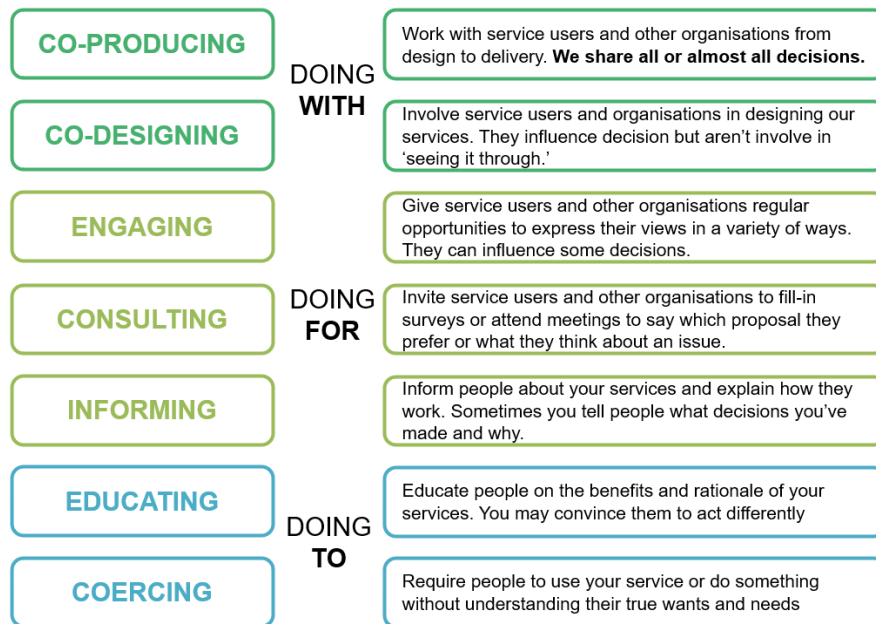 CO-PRODUCING
Work with service users and other organisations from
design to delivery. We share all or almost all decisions.
DOING
WITH
CO-DESIGNING
Involve service users and organisations in designing our
services. They influence decision but aren’t involve in
‘seeing it through.’
ENGAGING
Give service users and other organisations regular
opportunities to express their views in a variety of ways.
They can influence some decisions.
DOING
FOR
CONSULTING
Invite service users and other organisations to fill-in
surveys or attend meetings to say which proposal they
prefer or what they think about an issue.
INFORMING
Inform people about your services and explain how they
work. Sometimes you tell people what decisions you’ve
made and why.
EDUCATING
Educate people on the benefits and rationale of your
services. You may convince them to act differently
DOING
TO
COERCING
Require people to use your service or do something
without understanding their true wants and needs